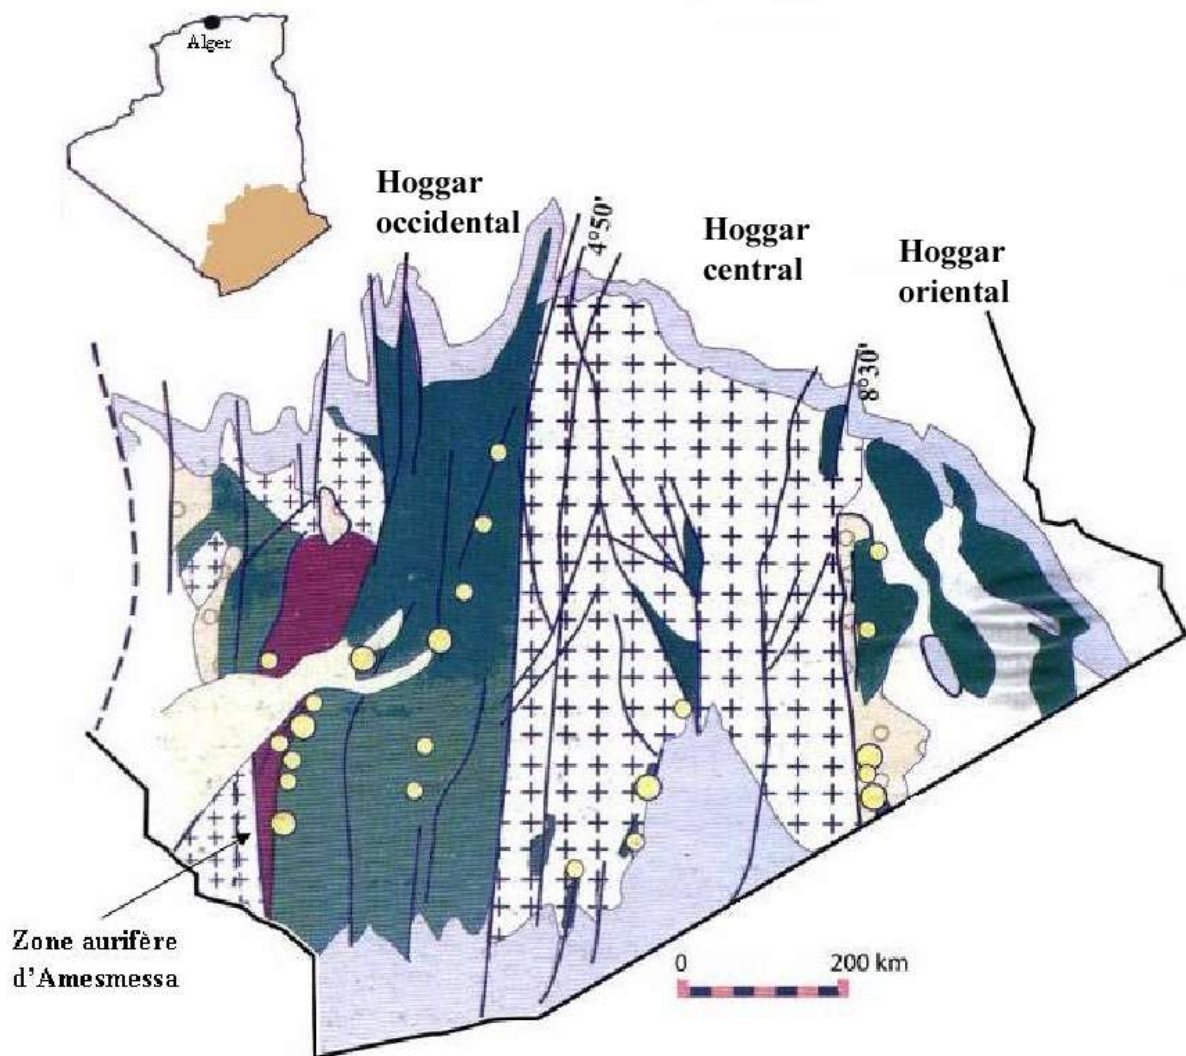 Alger
Hoggar
occidental
4°50'
Hoggar
central
Hoggar
oriental
8°30'
Zone aurifère
d'Amesmessa
0
200 km